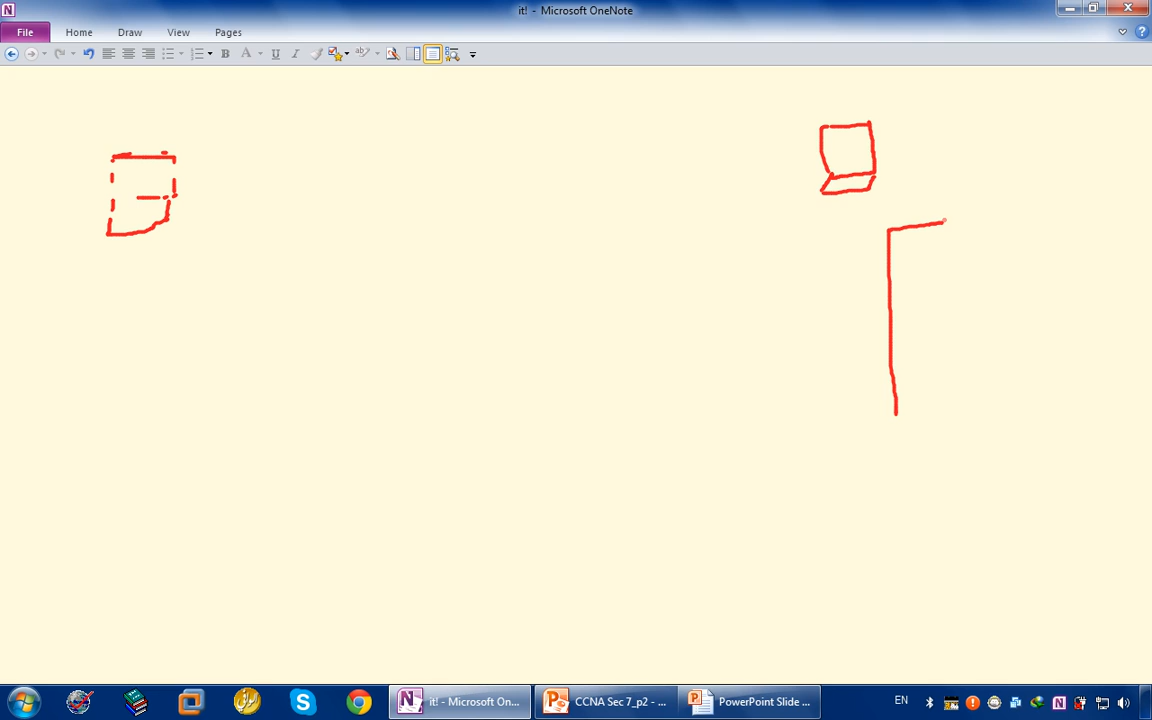 it! - Microsoft OneNote
File Home Draw View Pages
it! - Microsoft On...
CCNA Sec 7_p2 - ...
PowerPoint Slide ...
EN